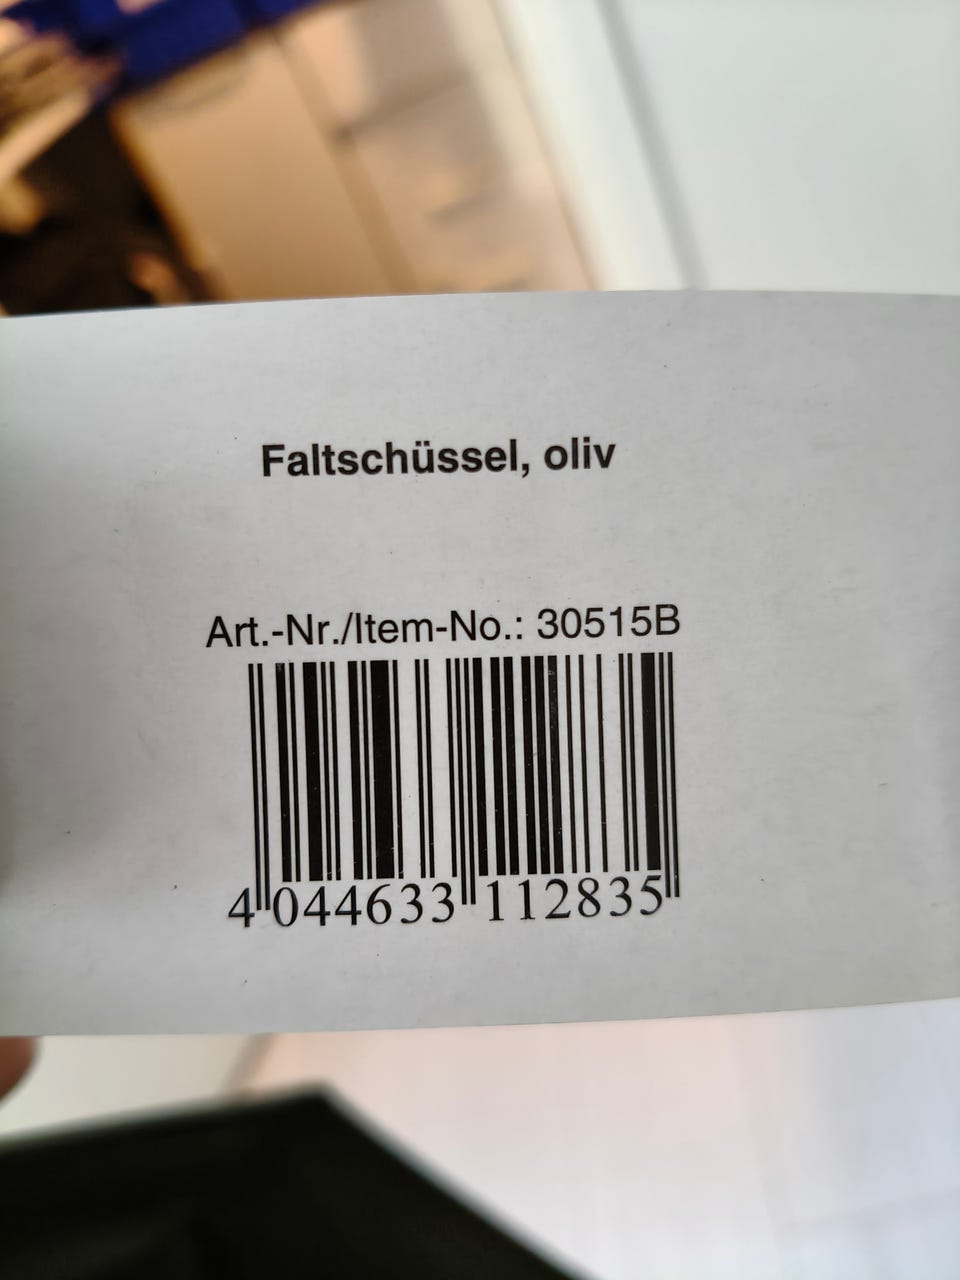 Faltschüssel, oliv
Art.-Nr./Item-No.: 30515B
4 044633 112835